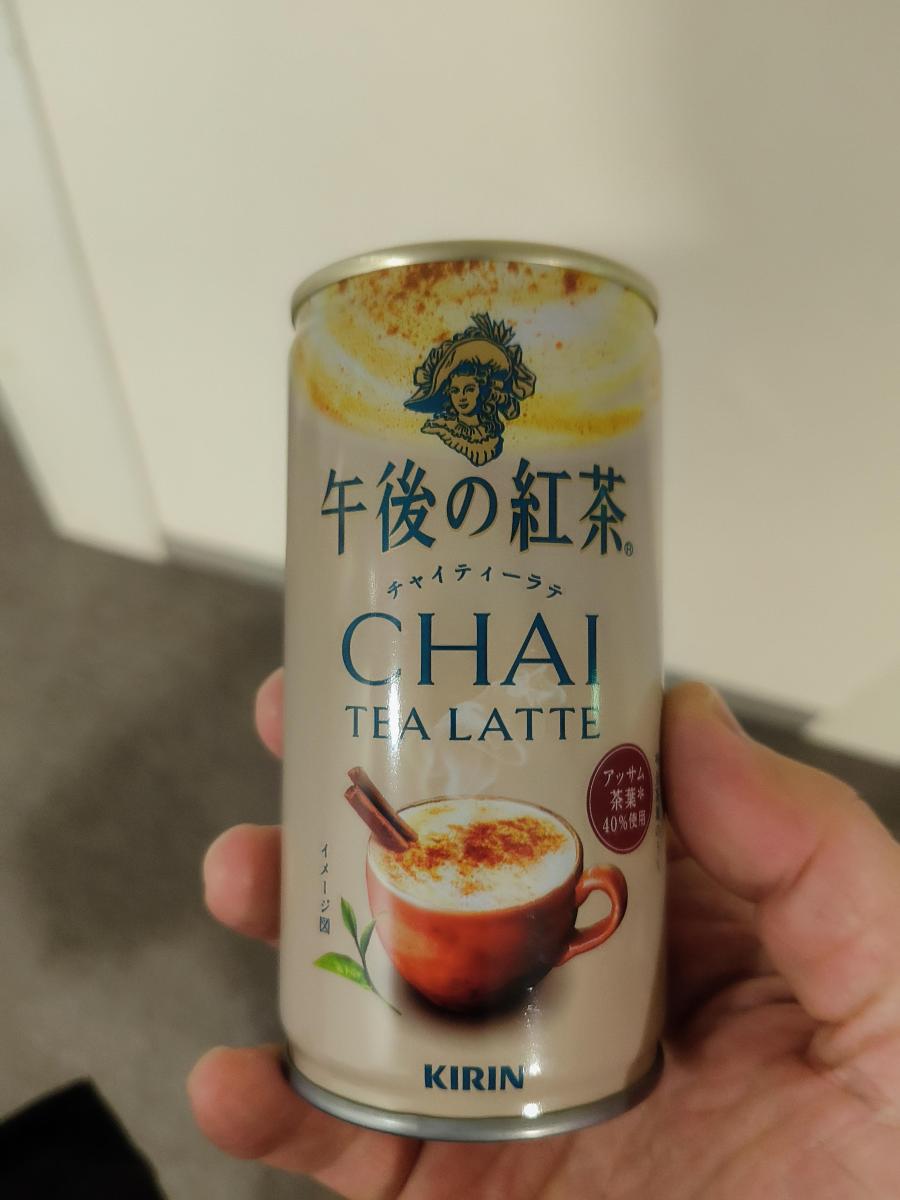 午後の紅茶®
チャイティーラテ
CHAI
TEA LATTE
アッサム
茶葉*
40%使用
イメージ図
KIRIN